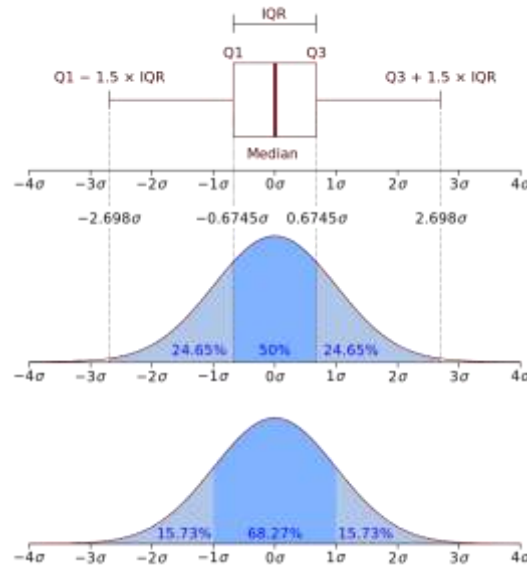 IQR
Q1 Q3
Q1 − 1.5 × IQR Q3 + 1.5 × IQR
Median
−4σ −3σ −2σ −1σ 0σ 1σ 2σ 3σ 4σ
−2.698σ −0.6745σ 0.6745σ 2.698σ
24.65% 50% 24.65%
−4σ −3σ −2σ −1σ 0σ 1σ 2σ 3σ 4σ
15.73% 68.27% 15.73%
−4σ −3σ −2σ −1σ 0σ 1σ 2σ 3σ 4σ